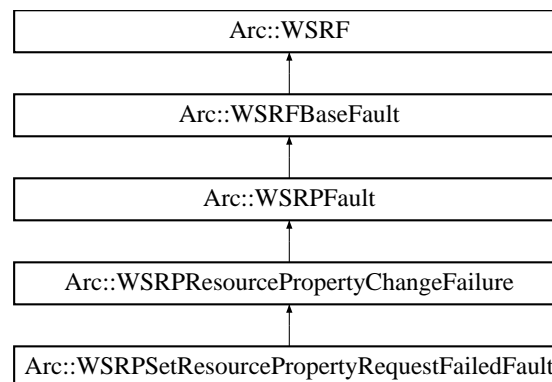 Arc::WSRF
Arc::WSRFBaseFault
Arc::WSRPFault
Arc::WSRPResourcePropertyChangeFailure
Arc::WSRPSetResourcePropertyRequestFailedFault